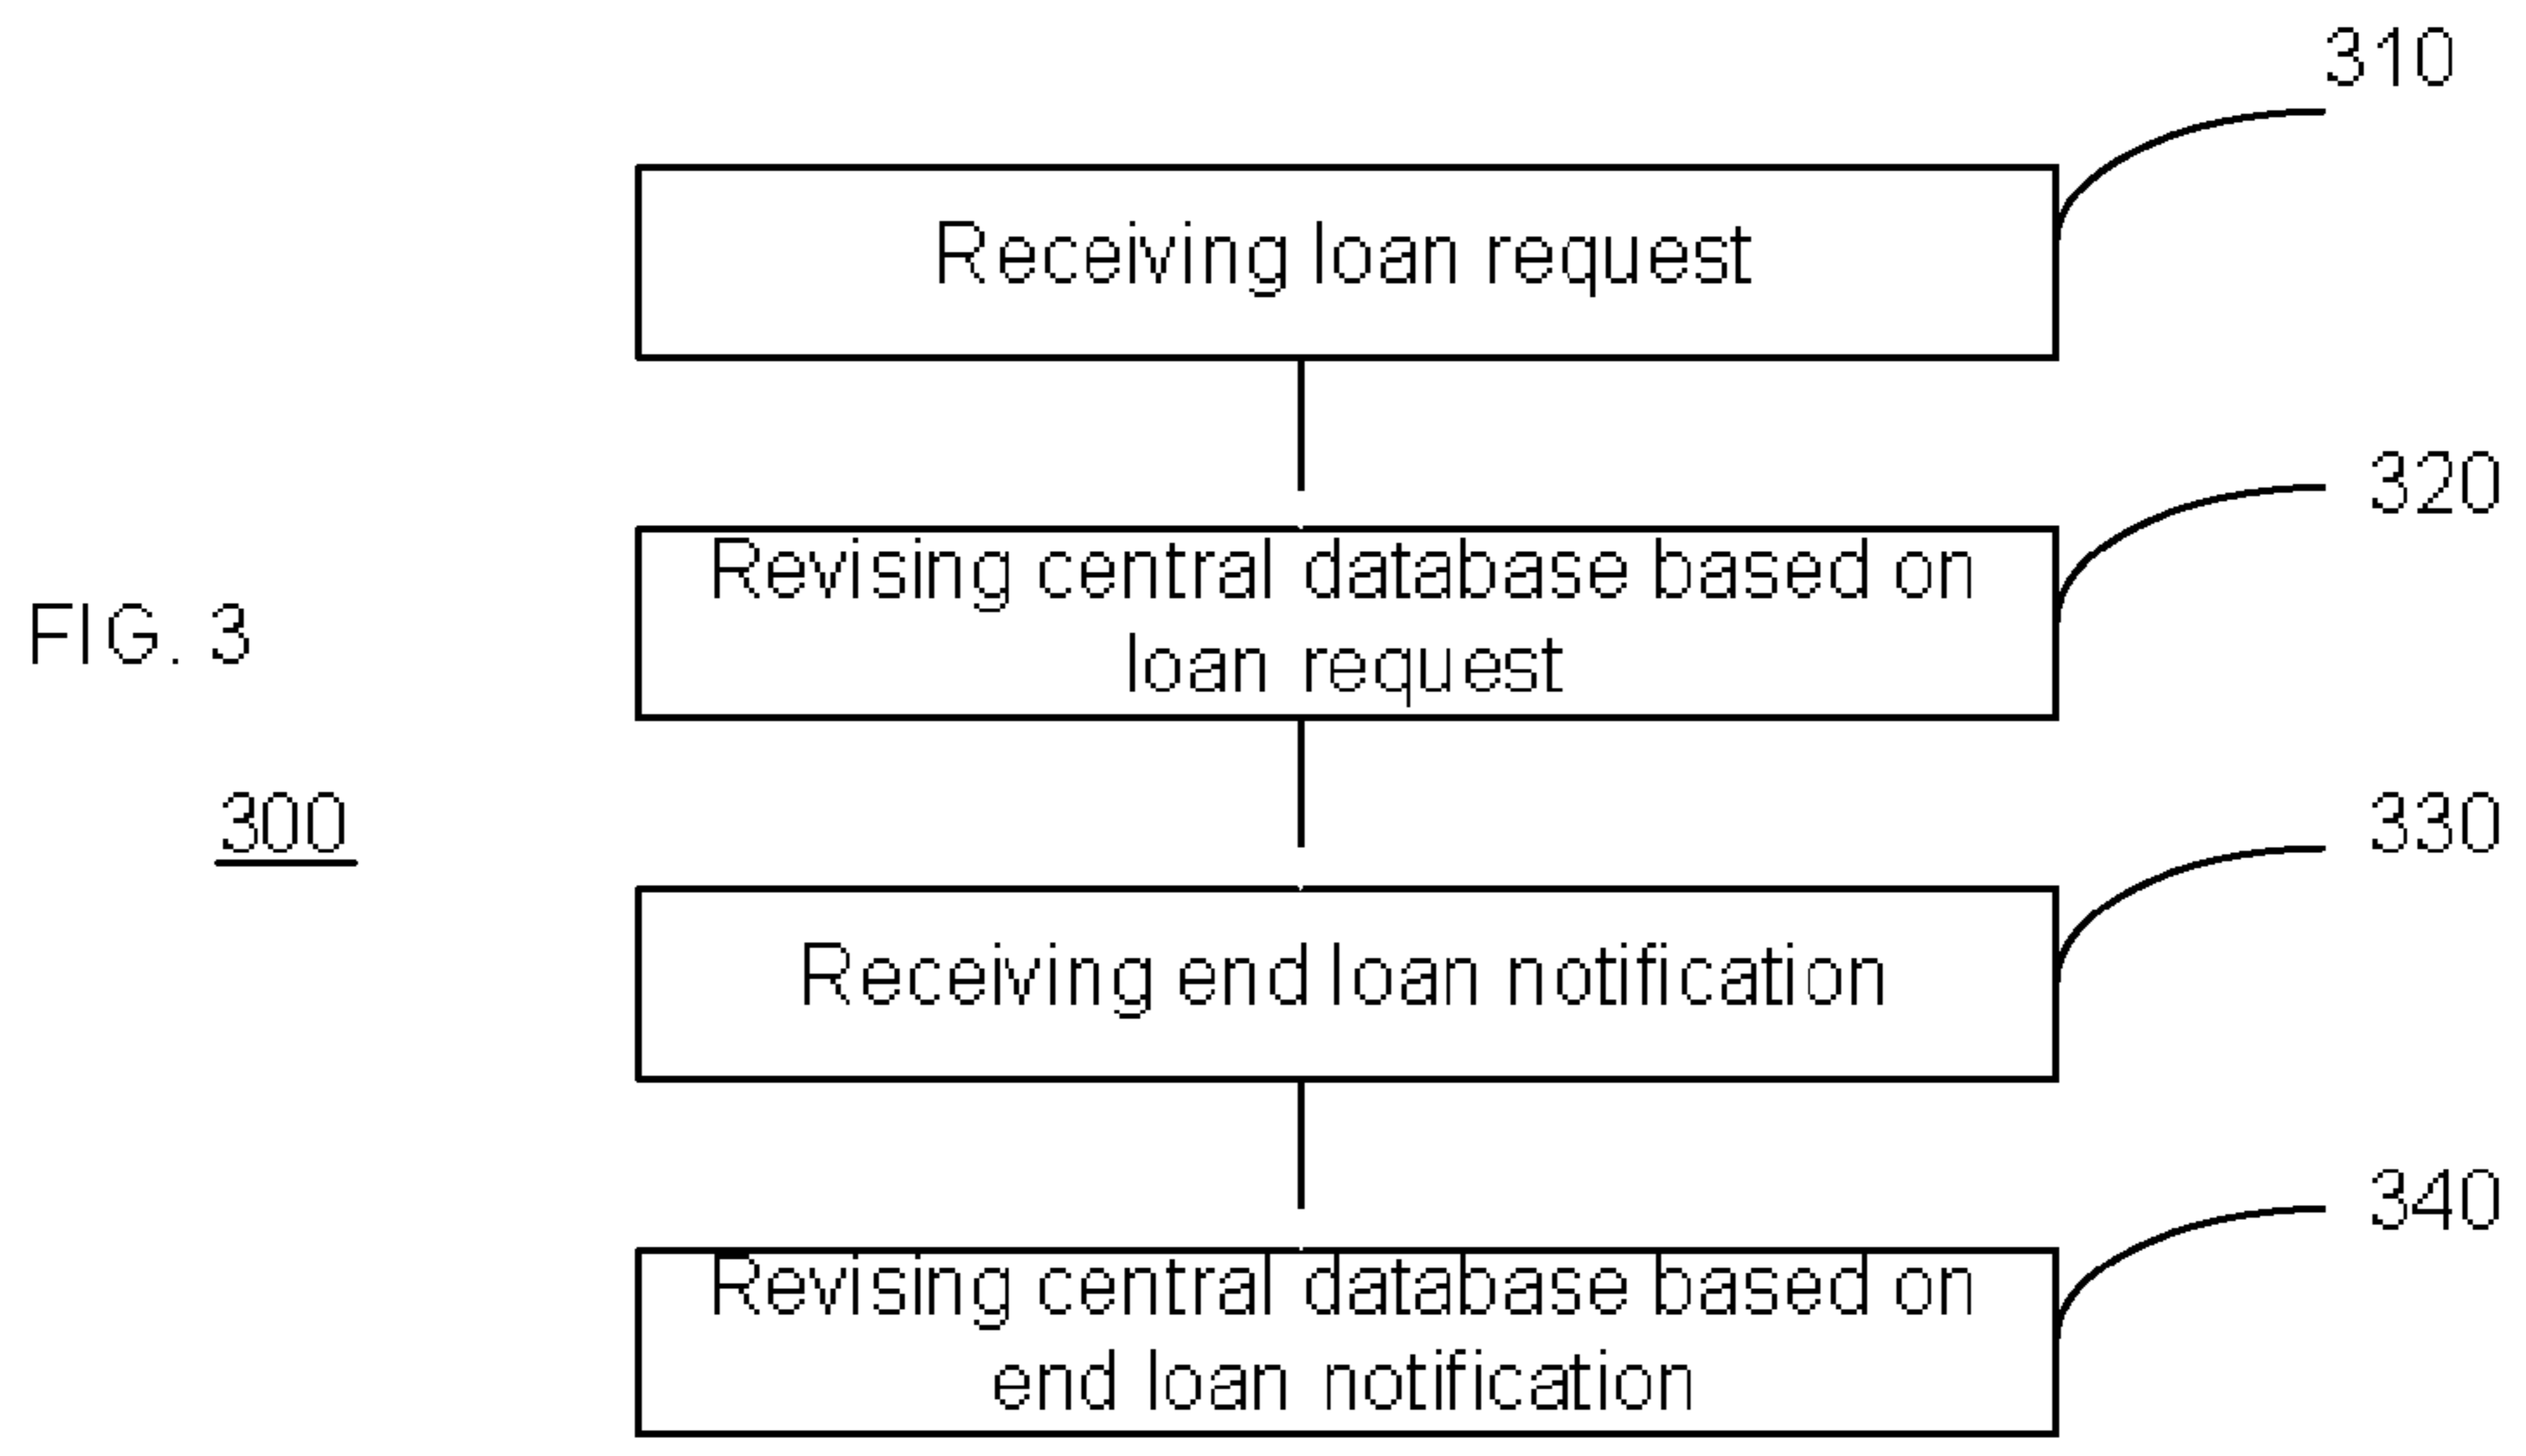 310
Receiving loan request
320
Revising central database based on
loan request
FIG. 3
300
330
Receiving end loan notification
340
Revising central database based on
end loan notification